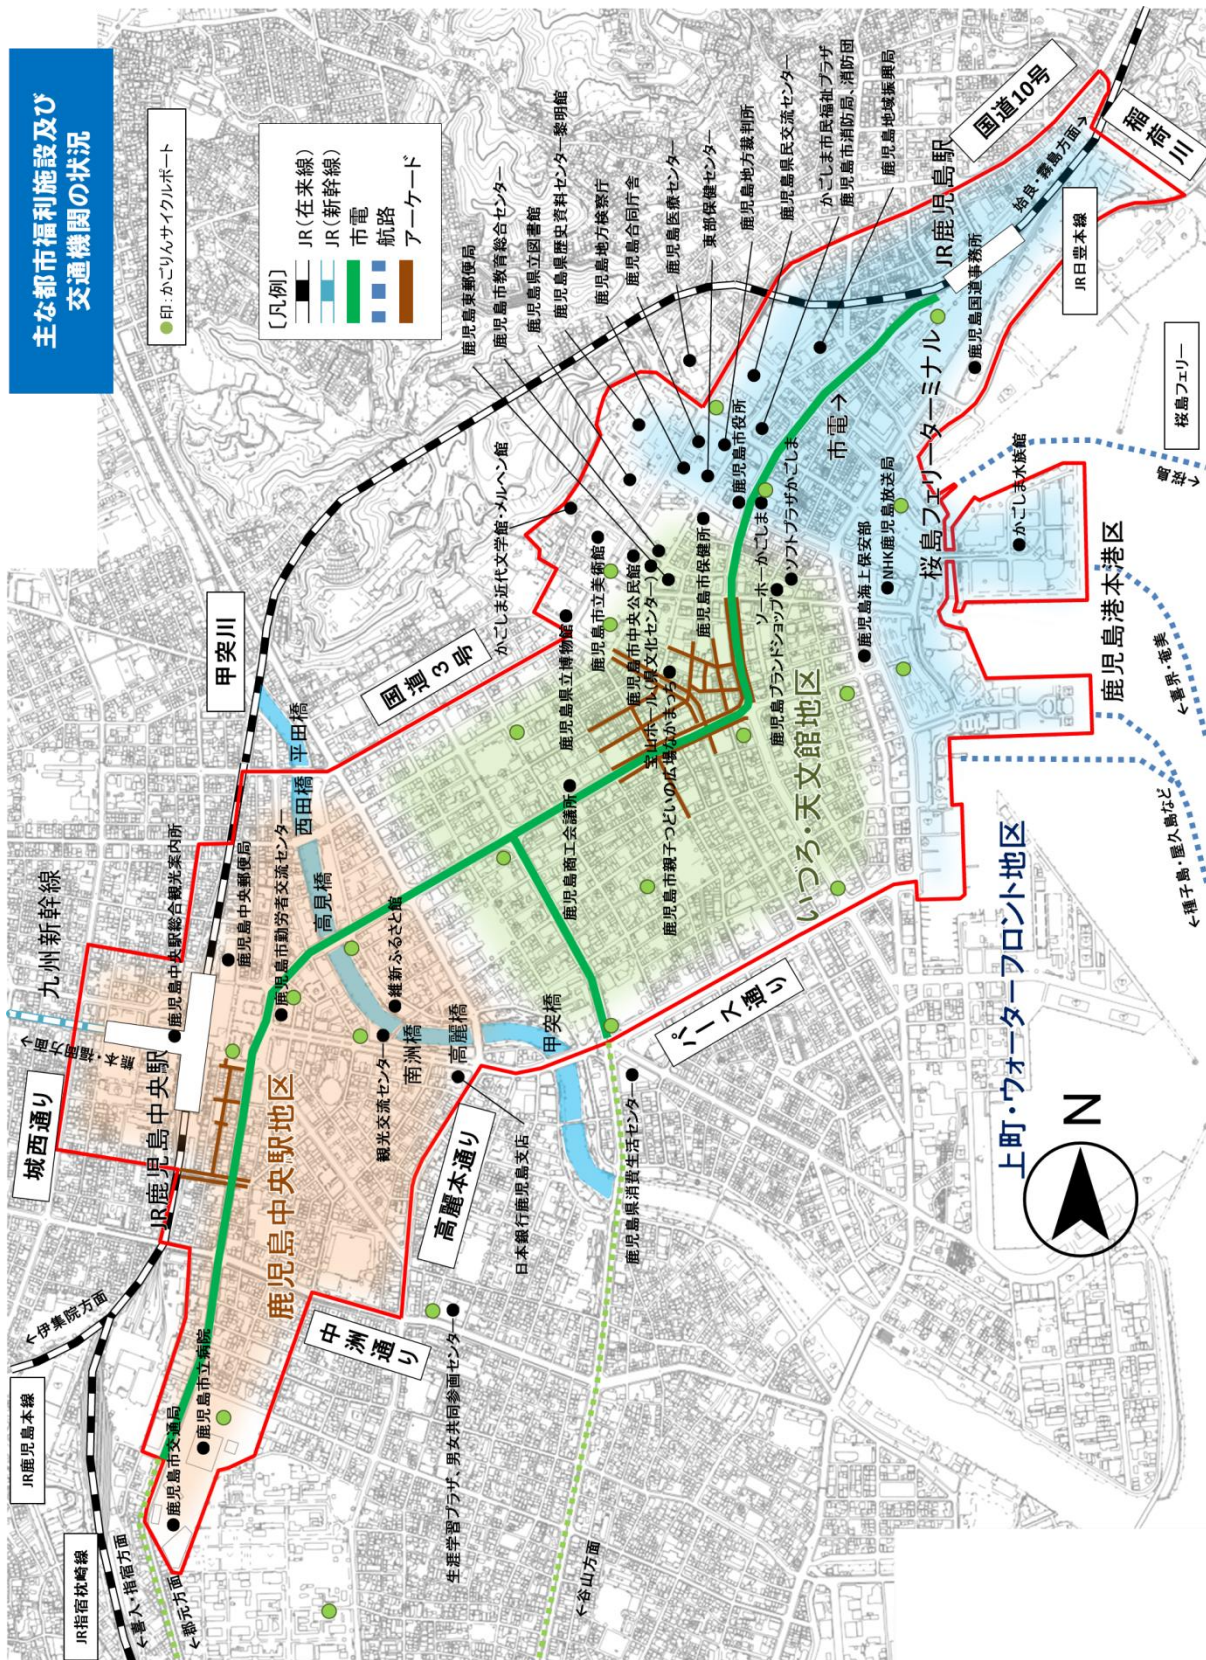 主な都市福利施設及び
交通機関の状況
●印:かごりんサイクルポート
〔凡例〕
JR(在来線)
JR(新幹線)
市電
航路
アーケード
鹿児島東郵便局
鹿児島市教育総合センター
鹿児島県立図書館
鹿児島県歴史資料センター黎明館
鹿児島地方検察庁
鹿児島合同庁舎
鹿児島医療センター
東部保健センター
鹿児島地方裁判所
鹿児島県民交流センター
かごしま市民福祉プラザ
鹿児島市消防局、消防団
鹿児島地域振興局
国道10号
稲荷川
姶良・霧島方面→
JR鹿児島駅
JR日豊本線
鹿児島国道事務所
桜島フェリー
桜島→
市電→
桜島フェリーターミナル
かごしま水族館
NHK鹿児島放送局
鹿児島海上保安部
鹿児島港本港区
←喜界・奄美
←種子島・屋久島など
上町・ウォーターフロント地区
鹿児島市役所
ソーホーかごしま
ソフトプラザかごしま
鹿児島ブランドショップ
鹿児島市保健所
かごしま近代文学館・メルヘン館
鹿児島市立美術館
鹿児島市中央公民館
宝山ホール(県文化センター)
鹿児島県立博物館
鹿児島市親子つどいの広場なかまっち
鹿児島商工会議所
いづろ・天文館地区
国道3号
甲突川
平田橋
西田橋
高見橋
南洲橋
高麗橋
甲突橋
九州新幹線
熊本・福岡方面→
城西通り
JR鹿児島中央駅
鹿児島中央駅総合観光案内所
鹿児島中央郵便局
鹿児島市勤労者交流センター
維新ふるさと館
観光交流センター
鹿児島中央駅地区
高麗本通り
日本銀行鹿児島支店
パース通り
鹿児島県消費生活センター
中洲通り
生涯学習プラザ、男女共同参画センター
鹿児島市立病院
鹿児島市交通局
←伊集院方面
JR鹿児島本線
JR指宿枕崎線
←喜入・指宿方面
←郡元方面
←谷山方面
N